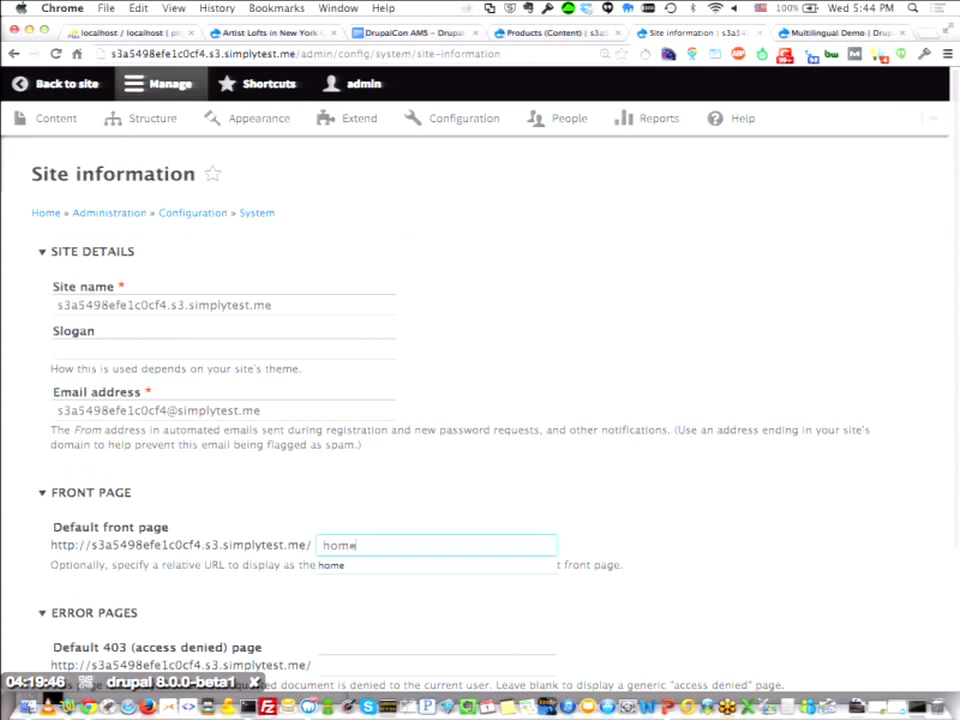 Chrome File Edit View History Bookmarks Window Help 100% Wed 5:44 PM
localhost / localhost | p Artist Lofts in New York DrupalCon AMS – Drupal Products (Content) | s3a5 Site information | s3a54 Multilingual Demo | Drup
s3a5498efe1c0cf4.s3.simplytest.me/admin/config/system/site-information
Back to site Manage Shortcuts admin
Content Structure Appearance Extend Configuration People Reports Help
Site information
Home » Administration » Configuration » System
▼ SITE DETAILS
Site name *
s3a5498efe1c0cf4.s3.simplytest.me
Slogan
How this is used depends on your site's theme.
Email address *
s3a5498efe1c0cf4@simplytest.me
The From address in automated emails sent during registration and new password requests, and other notifications. (Use an address ending in your site's
domain to help prevent this email being flagged as spam.)
▼ FRONT PAGE
Default front page
http://s3a5498efe1c0cf4.s3.simplytest.me/ home
Optionally, specify a relative URL to display as the home t front page.
▼ ERROR PAGES
Default 403 (access denied) page
http://s3a5498efe1c0cf4.s3.simplytest.me/
document is denied to the current user. Leave blank to display a generic "access denied" page.
04:19:46 drupal 8.0.0-beta1 X